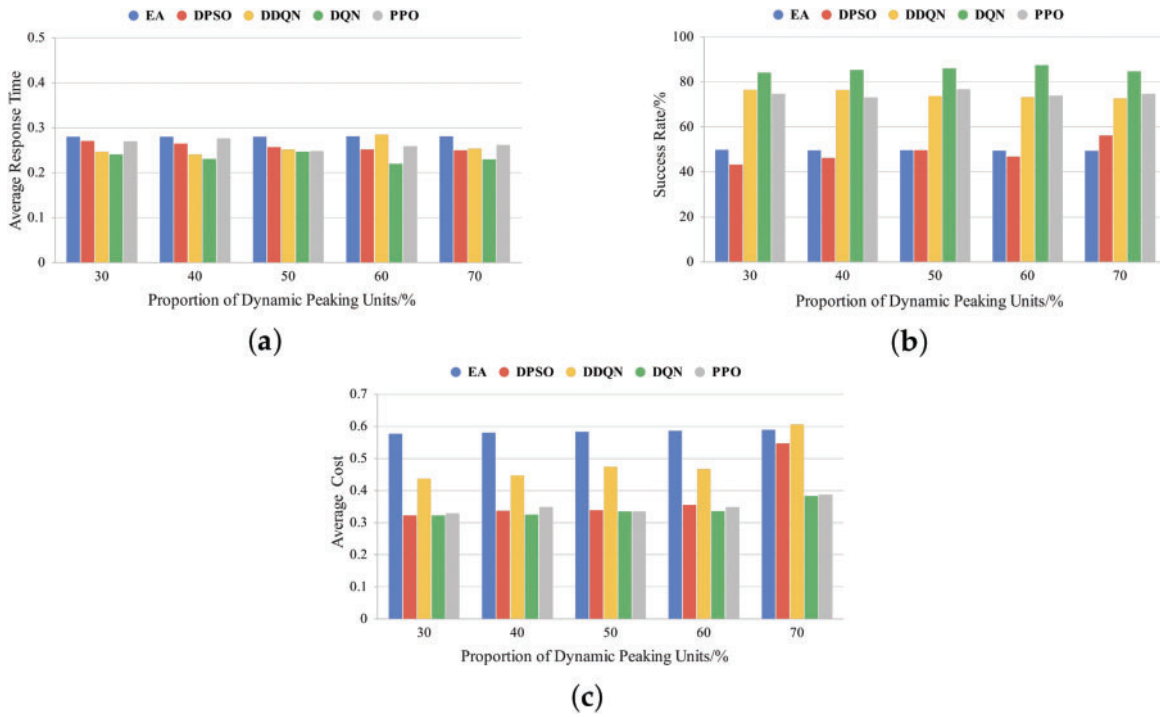 EA DPSO DDQN DQN PPO
0.5
0.4
0.3
0.2
0.1
0
Average Response Time
30 40 50 60 70
Proportion of Dynamic Peaking Units/%
(a)
EA DPSO DDQN DQN PPO
100
80
60
40
20
0
Success Rate/%
30 40 50 60 70
Proportion of Dynamic Peaking Units/%
(b)
EA DPSO DDQN DQN PPO
0.7
0.6
0.5
0.4
0.3
0.2
0.1
0
Average Cost
30 40 50 60 70
Proportion of Dynamic Peaking Units/%
(c)